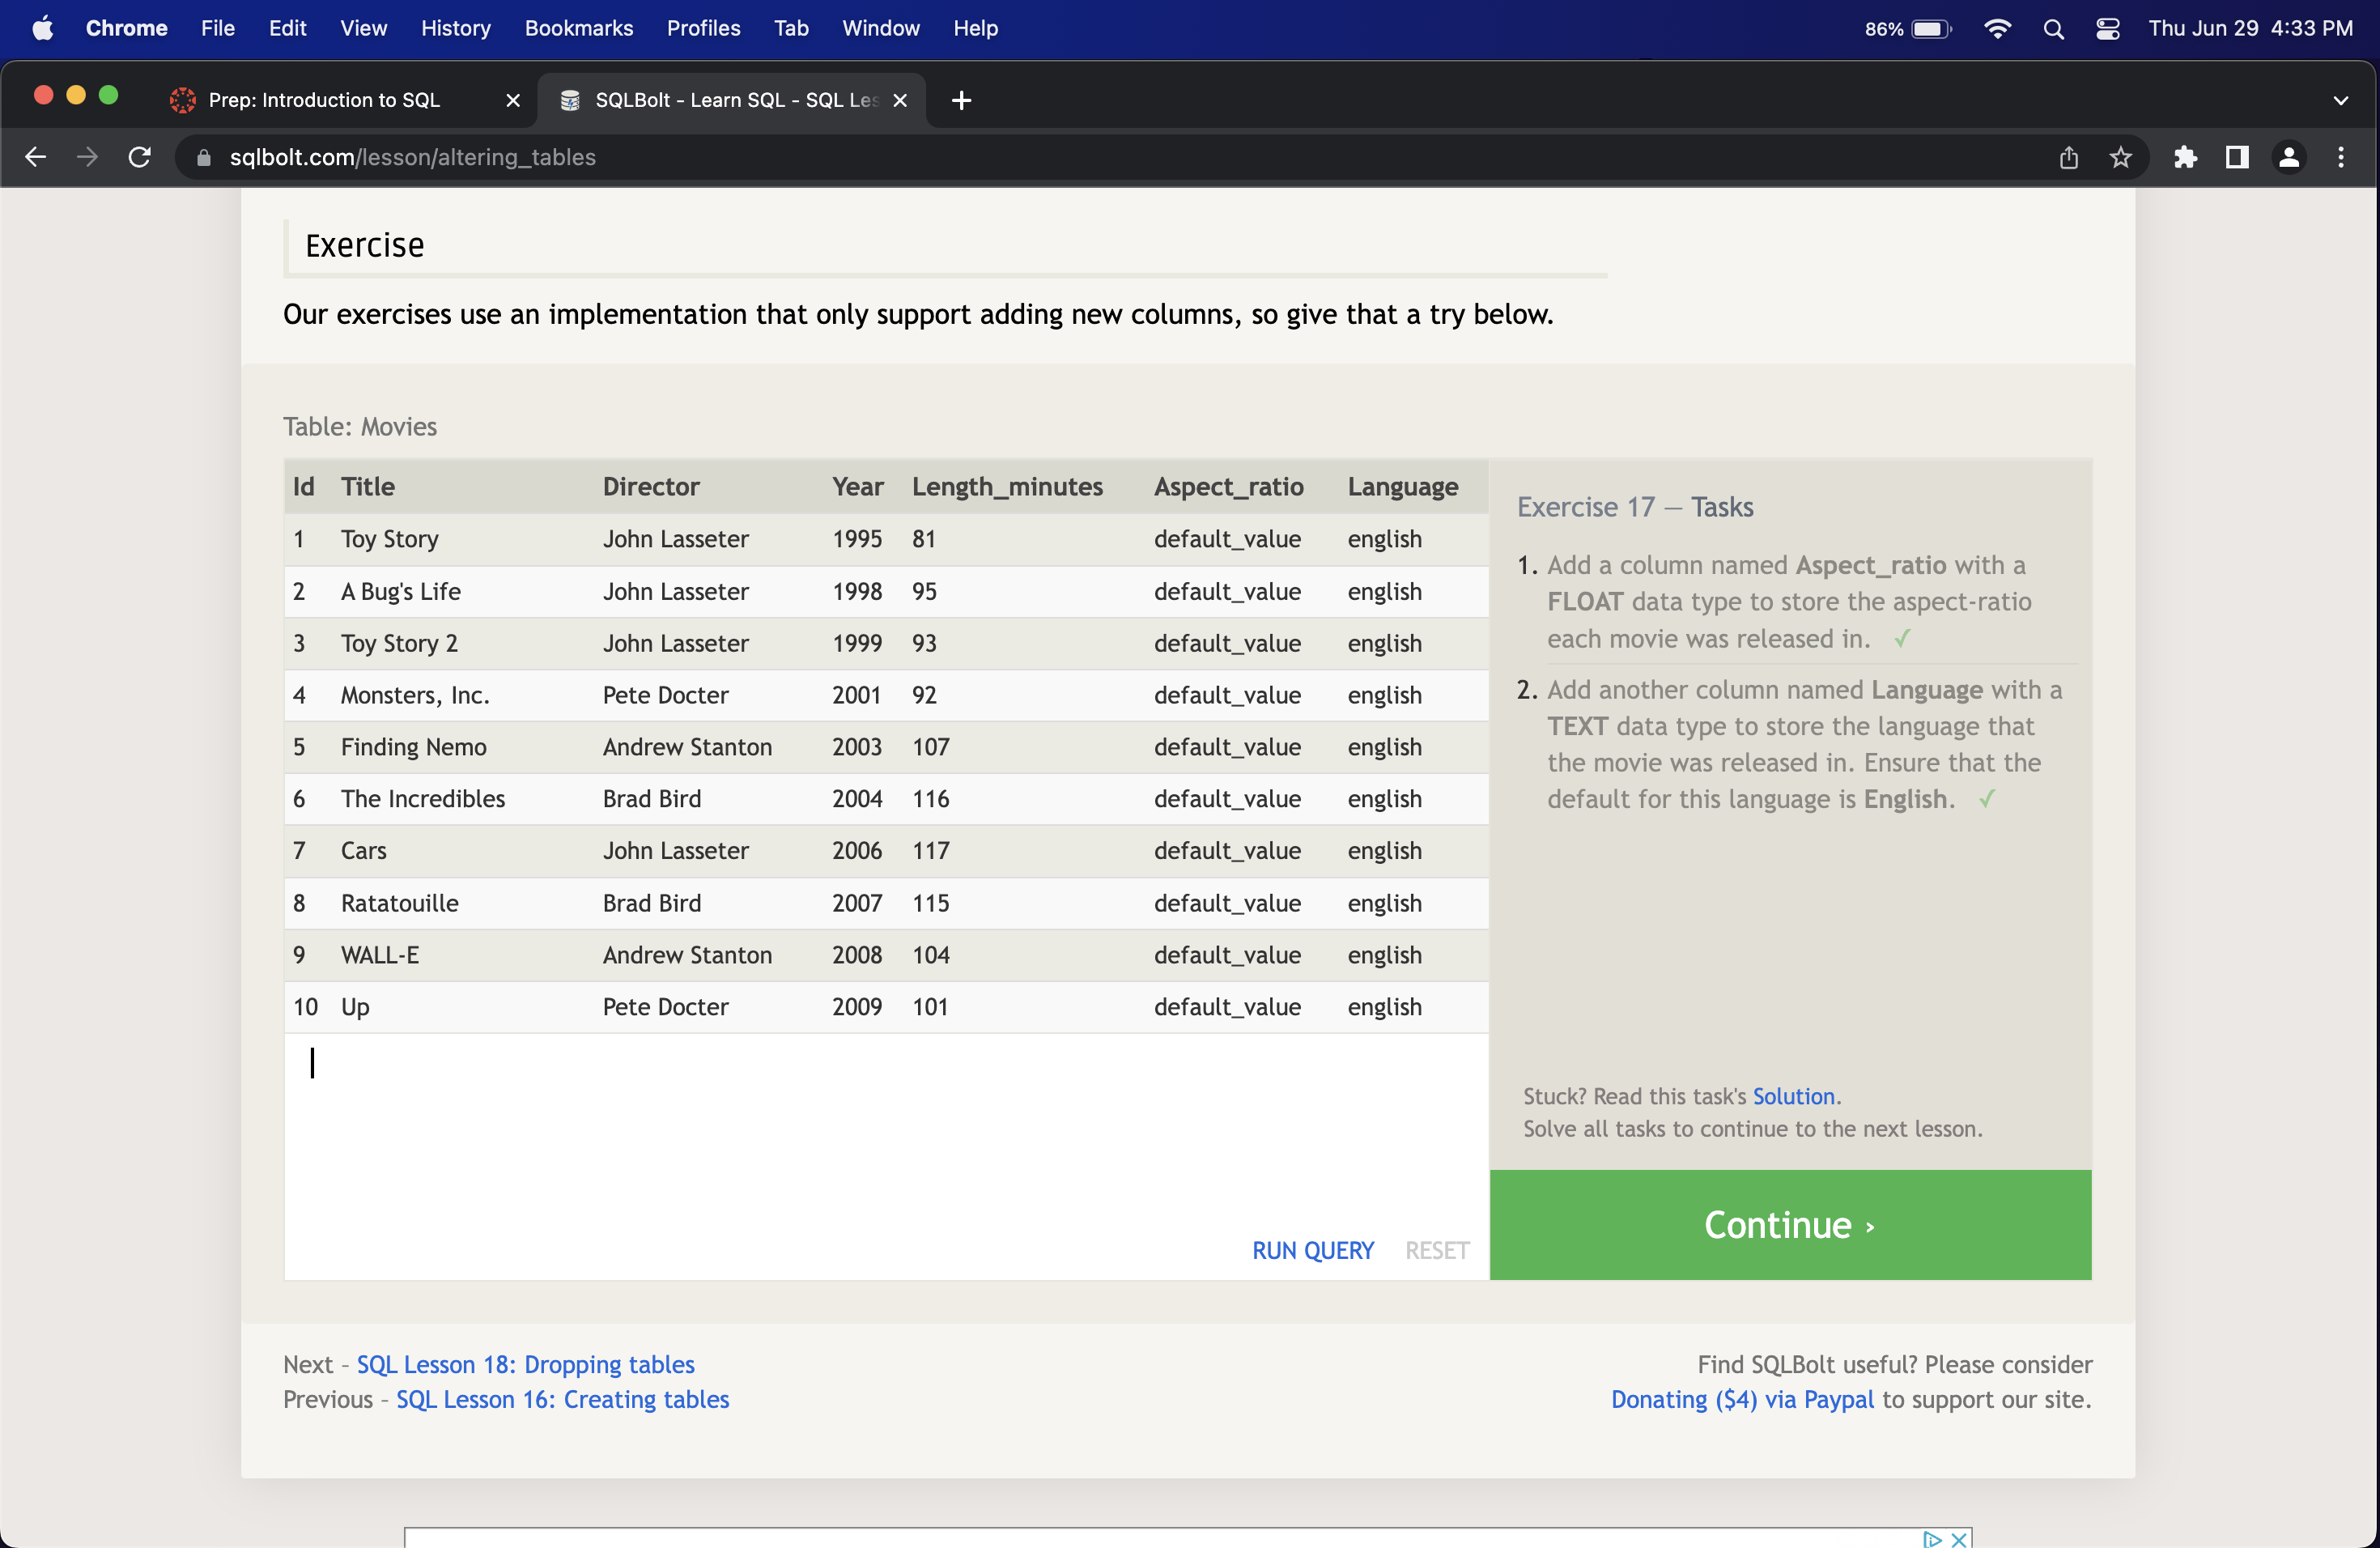 Chrome File Edit View History Bookmarks Profiles Tab Window Help 86% Thu Jun 29 4:33 PM
Prep: Introduction to SQL SQLBolt - Learn SQL - SQL Les
sqlbolt.com/lesson/altering_tables
Exercise
Our exercises use an implementation that only support adding new columns, so give that a try below.
Table: Movies
Id Title Director Year Length_minutes Aspect_ratio Language
1 Toy Story John Lasseter 1995 81 default_value english
2 A Bug's Life John Lasseter 1998 95 default_value english
3 Toy Story 2 John Lasseter 1999 93 default_value english
4 Monsters, Inc. Pete Docter 2001 92 default_value english
5 Finding Nemo Andrew Stanton 2003 107 default_value english
6 The Incredibles Brad Bird 2004 116 default_value english
7 Cars John Lasseter 2006 117 default_value english
8 Ratatouille Brad Bird 2007 115 default_value english
9 WALL-E Andrew Stanton 2008 104 default_value english
10 Up Pete Docter 2009 101 default_value english
RUN QUERY RESET
Exercise 17 — Tasks
1. Add a column named Aspect_ratio with a
FLOAT data type to store the aspect-ratio
each movie was released in. ✓
2. Add another column named Language with a
TEXT data type to store the language that
the movie was released in. Ensure that the
default for this language is English. ✓
Stuck? Read this task's Solution.
Solve all tasks to continue to the next lesson.
Continue ›
Next – SQL Lesson 18: Dropping tables
Previous – SQL Lesson 16: Creating tables
Find SQLBolt useful? Please consider
Donating ($4) via Paypal to support our site.